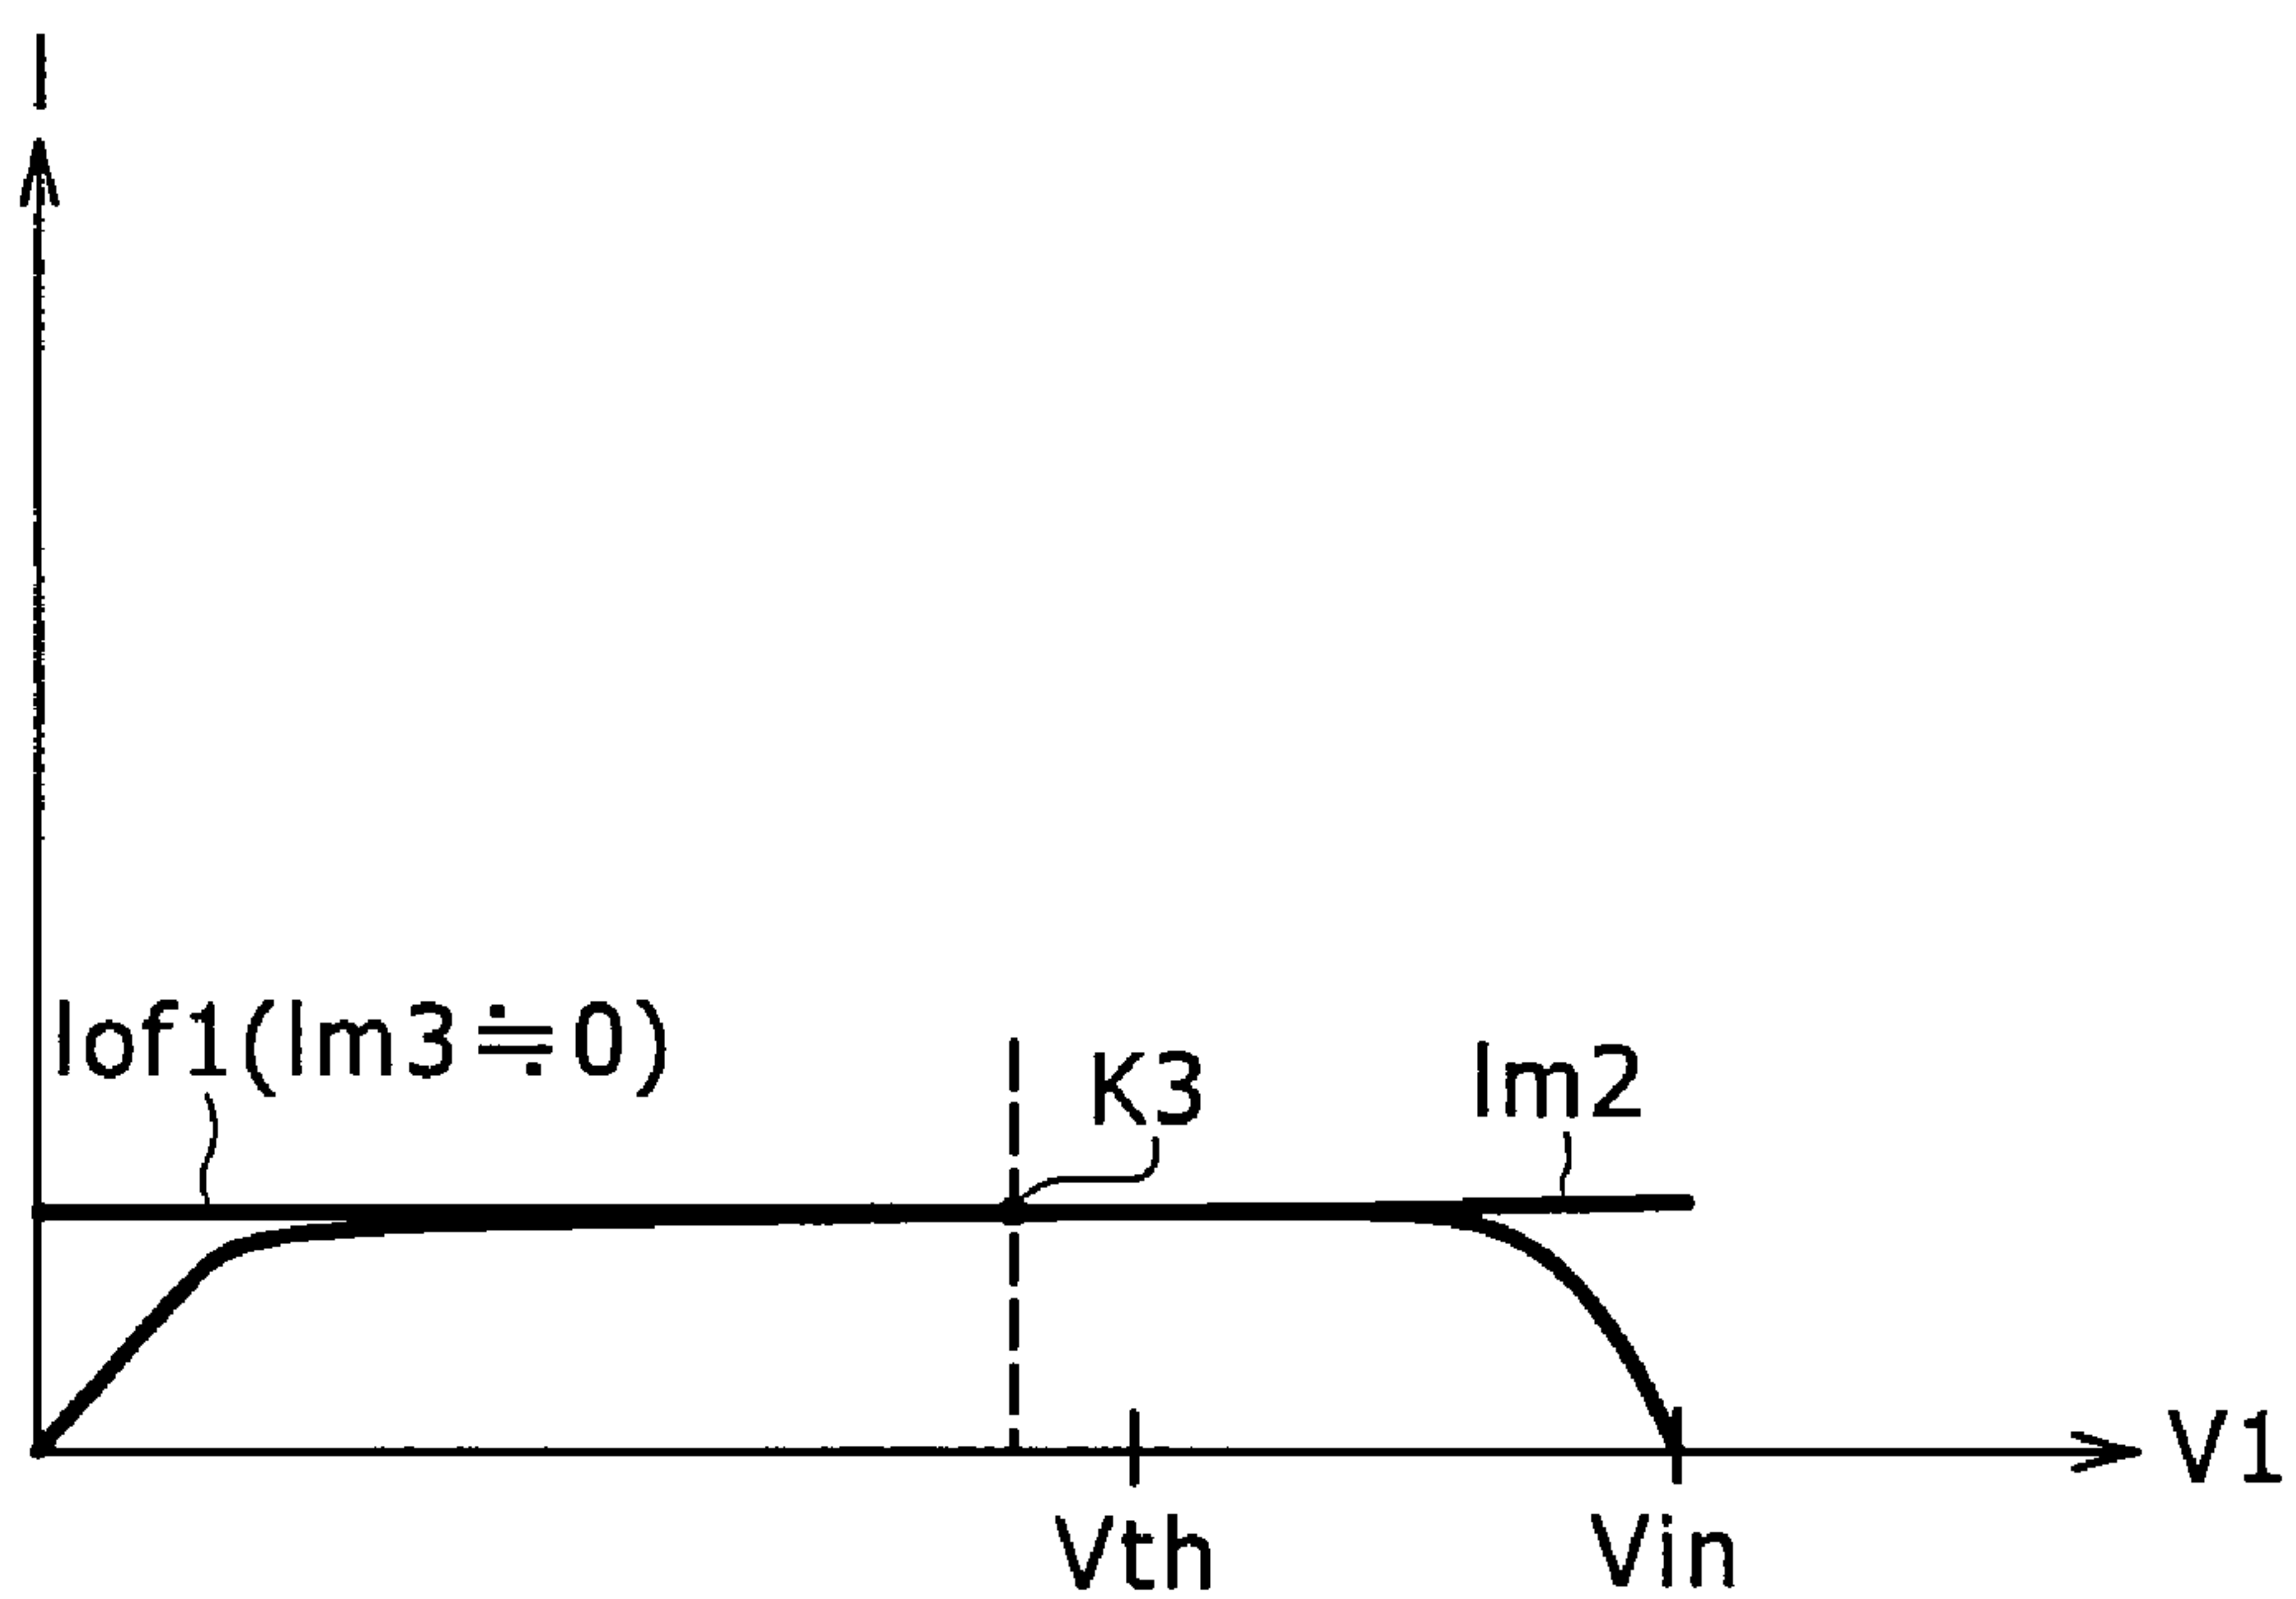 I
Iof1(Im3≒0)
K3
Im2
V1
Vth
Vin